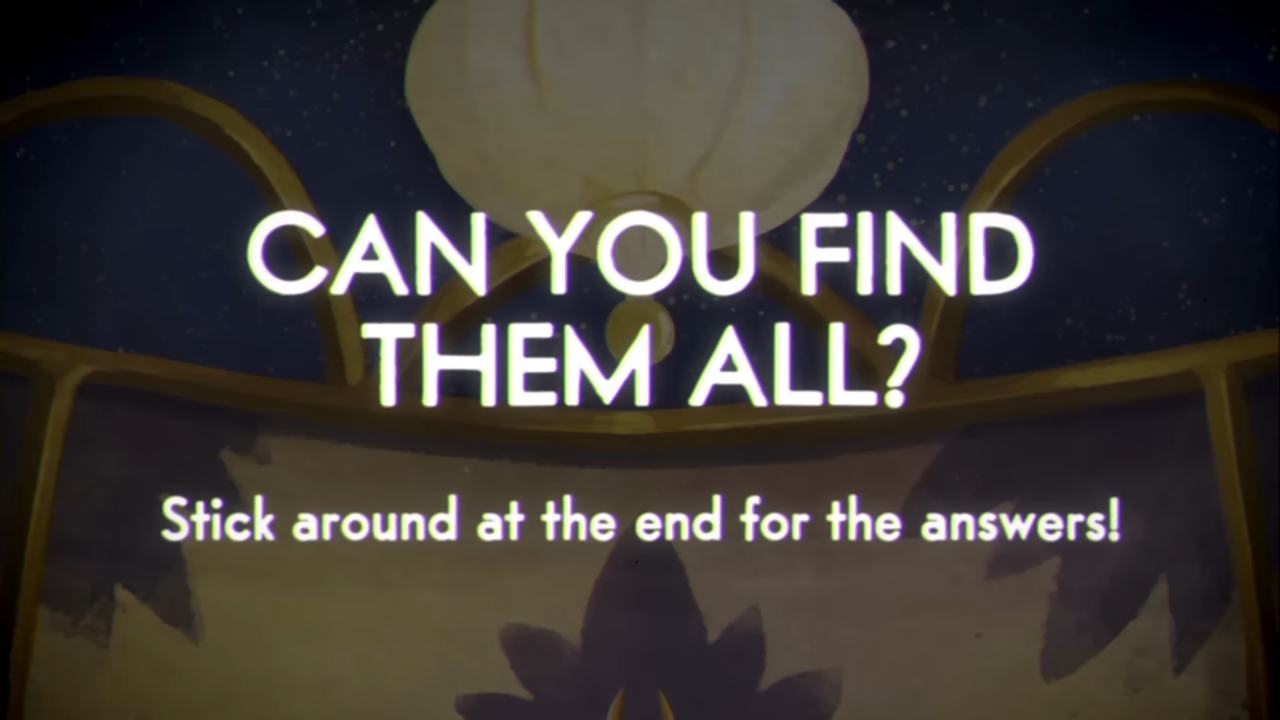 CAN YOU FIND
THEM ALL?
Stick around at the end for the answers!